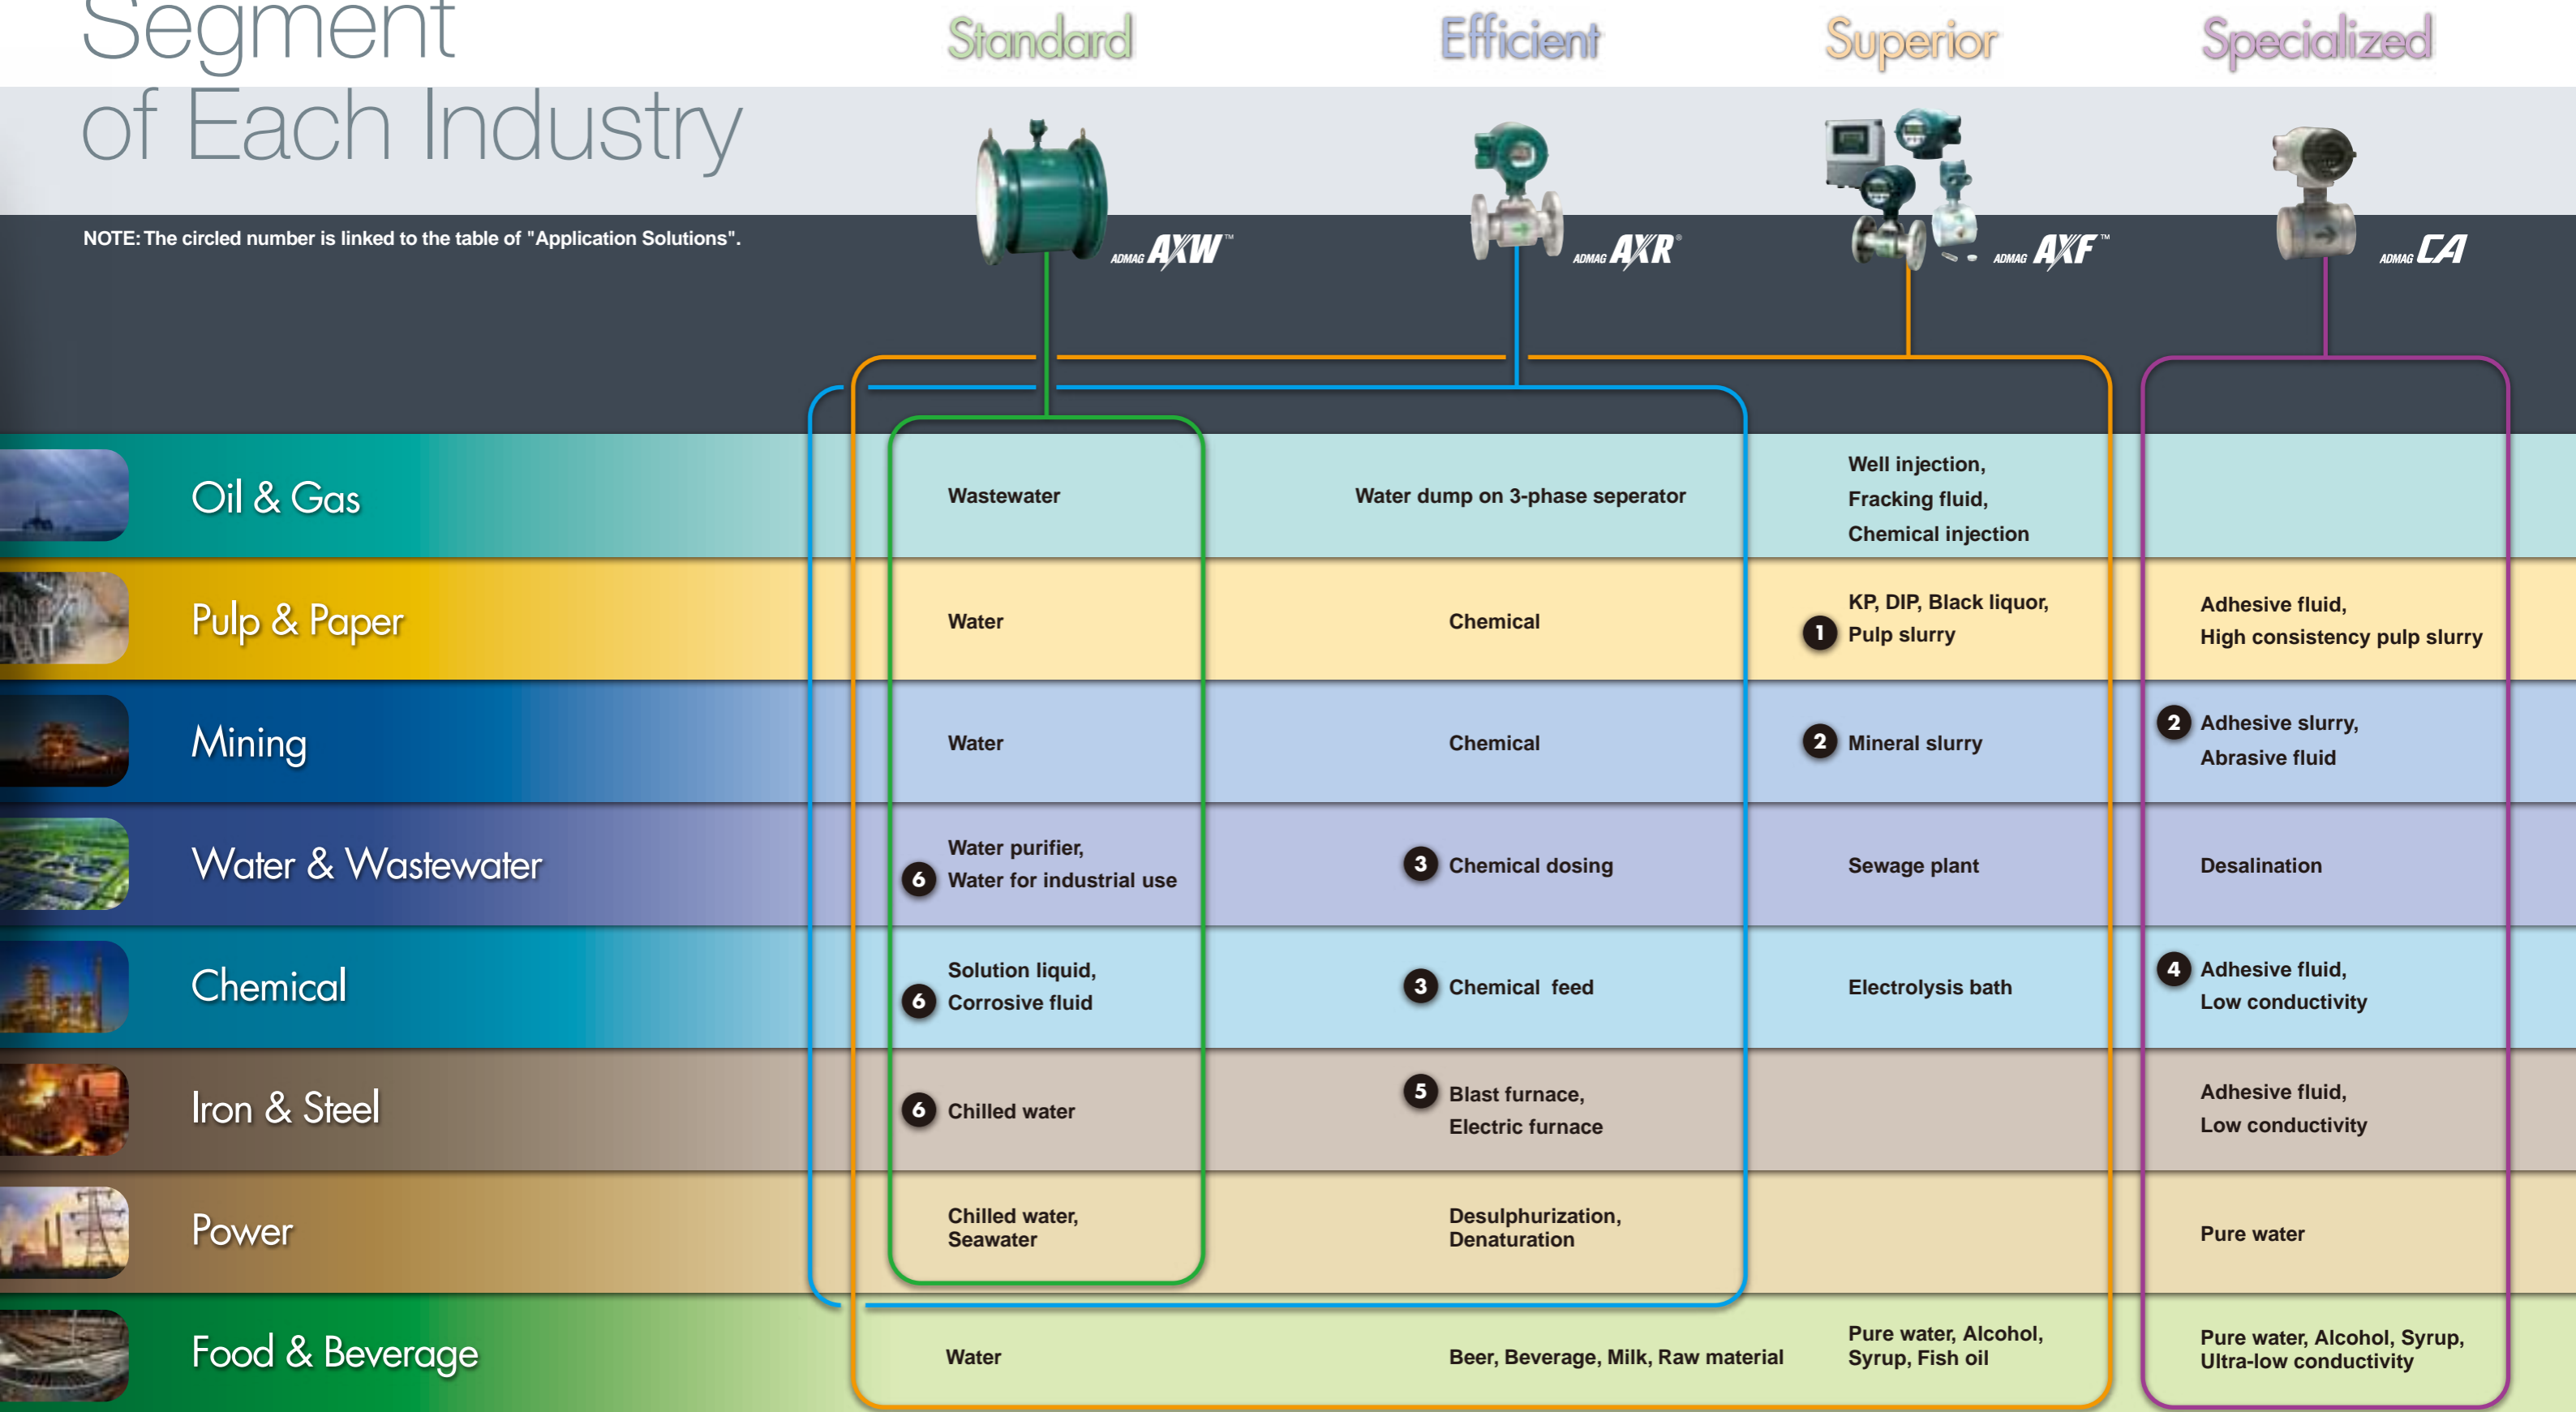 Segment
of Each Industry
Standard
Efficient
Superior
Specialized
NOTE: The circled number is linked to the table of "Application Solutions".
ADMAG AXW™
ADMAG AXR®
ADMAG AXF™
ADMAG CA
Oil & Gas
Wastewater
Water dump on 3-phase seperator
Well injection,
Fracking fluid,
Chemical injection
Pulp & Paper
Water
Chemical
KP, DIP, Black liquor,
1 Pulp slurry
Adhesive fluid,
High consistency pulp slurry
Mining
Water
Chemical
2 Mineral slurry
2 Adhesive slurry,
Abrasive fluid
Water & Wastewater
Water purifier,
6 Water for industrial use
3 Chemical dosing
Sewage plant
Desalination
Chemical
Solution liquid,
6 Corrosive fluid
3 Chemical feed
Electrolysis bath
4 Adhesive fluid,
Low conductivity
Iron & Steel
6 Chilled water
5 Blast furnace,
Electric furnace
Adhesive fluid,
Low conductivity
Power
Chilled water,
Seawater
Desulphurization,
Denaturation
Pure water
Food & Beverage
Water
Beer, Beverage, Milk, Raw material
Pure water, Alcohol,
Syrup, Fish oil
Pure water, Alcohol, Syrup,
Ultra-low conductivity